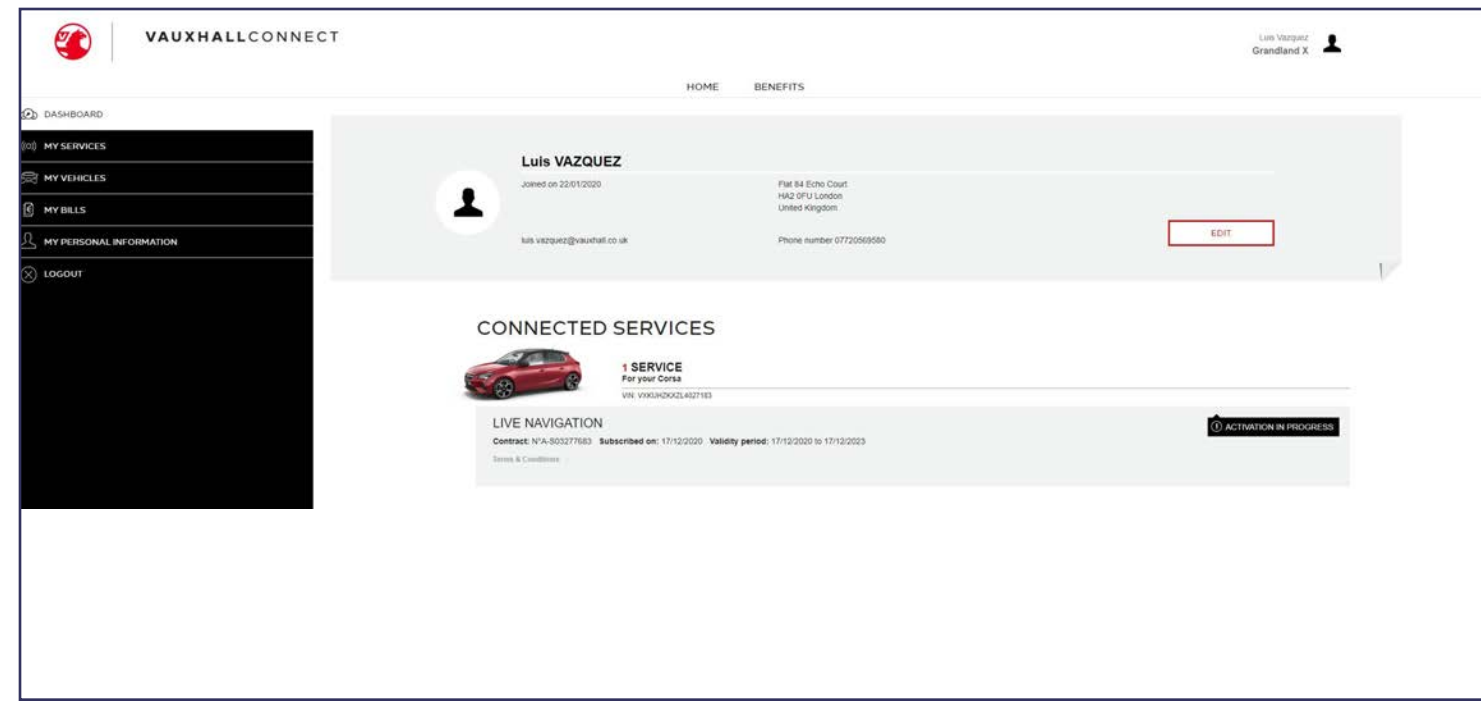 VAUXHALLCONNECT
Luis Vazquez
Grandland X
HOME BENEFITS
DASHBOARD
MY SERVICES
MY VEHICLES
MY BILLS
MY PERSONAL INFORMATION
LOGOUT
Luis VAZQUEZ
Joined on 22/01/2020
Flat 84 Echo Court
HA2 0FU London
United Kingdom
luis.vazquez@vauxhall.co.uk
Phone number 07720569580
EDIT
CONNECTED SERVICES
1 SERVICE
For your Corsa
VIN: VXKUHZKXZL4027183
LIVE NAVIGATION
ACTIVATION IN PROGRESS
Contract: N°A-S03277683 Subscribed on: 17/12/2020 Validity period: 17/12/2020 to 17/12/2023
Terms & Conditions